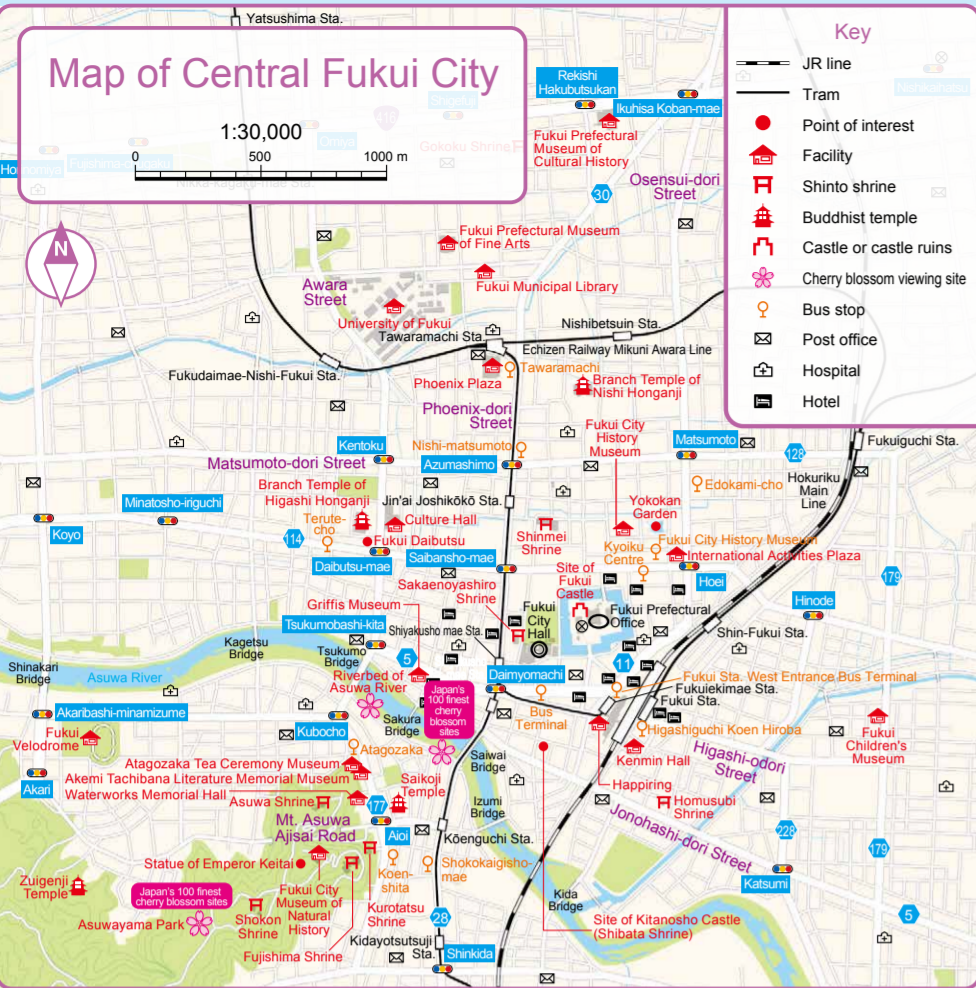 Yatsushima Sta.
Map of Central Fukui City
1:30,000
0 500 1000 m
Key
JR line
Tram
Point of interest
Facility
Shinto shrine
Buddhist temple
Castle or castle ruins
Cherry blossom viewing site
Bus stop
Post office
Hospital
Hotel
N
416
Gokoku Shrine
Nikka-kagaku-mae Sta.
Rekishi
Hakubutsukan
Ikuhisa Koban-mae
Fukui Prefectural
Museum of
Cultural History
30
Osensui-dori
Street
Fukui Prefectural Museum
of Fine Arts
Fukui Municipal Library
Awara
Street
University of Fukui
Tawaramachi Sta.
Nishibetsuin Sta.
Echizen Railway Mikuni Awara Line
Fukudaimae-Nishi-Fukui Sta.
Phoenix Plaza
Tawaramachi
Branch Temple of
Nishi Honganji
Phoenix-dori
Street
Fukui City
History
Museum
Matsumoto
Fukuiguchi Sta.
Kentoku
Nishi-matsumoto
Azumashimo
128
Matsumoto-dori Street
Edokami-cho
Hokuriku
Main
Line
Branch Temple of
Higashi Honganji
Minatosho-iriguchi
Jin'ai Joshikōkō Sta.
Koyo
Terute-
cho
Culture Hall
Yokokan
Garden
Shinmei
Shrine
114
Fukui Daibutsu
Kyoiku
Centre
Fukui City History Museum
International Activities Plaza
Daibutsu-mae
Saibansho-mae
Hoei
179
Site of
Fukui
Castle
Sakaenoyashiro
Shrine
Griffis Museum
Fukui
City
Hall
Fukui Prefectural
Office
Hinode
Tsukumobashi-kita
Shiyakusho mae Sta.
Shin-Fukui Sta.
Kagetsu
Bridge
Tsukumo
Bridge
5
11
Shinakari
Bridge
Asuwa River
Riverbed of
Asuwa River
Daimyomachi
Fukui Sta. West Entrance Bus Terminal
Fukuiekimae Sta.
Fukui Sta.
Japan's
100 finest
cherry
blossom
sites
Akaribashi-minamizume
Sakura
Bridge
Bus
Terminal
Higashiguchi Koen Hiroba
Fukui
Velodrome
Kubocho
Atagozaka
Kenmin Hall
Fukui
Children's
Museum
Higashi-odori
Street
Atagozaka Tea Ceremony Museum
Saiwai
Bridge
Akari
Akemi Tachibana Literature Memorial Museum
Saikoji
Temple
Happiring
Waterworks Memorial Hall
Asuwa Shrine
177
Izumi
Bridge
Homusubi
Shrine
Mt. Asuwa
Ajisai Road
Aioi
Kōenguchi Sta.
Jonohashi-dori Street
228
179
Statue of Emperor Keitai
Koen-
shita
Shokokaigisho-
mae
Katsumi
Zuigenji
Temple
Japan's 100 finest
cherry blossom sites
Fukui City
Museum of
Natural
History
Kurotatsu
Shrine
Kida
Bridge
5
Asuwayama Park
Shokon
Shrine
28
Site of Kitanosho Castle
(Shibata Shrine)
Fujishima Shrine
Kidayotsutsuji
Sta.
Shinkida